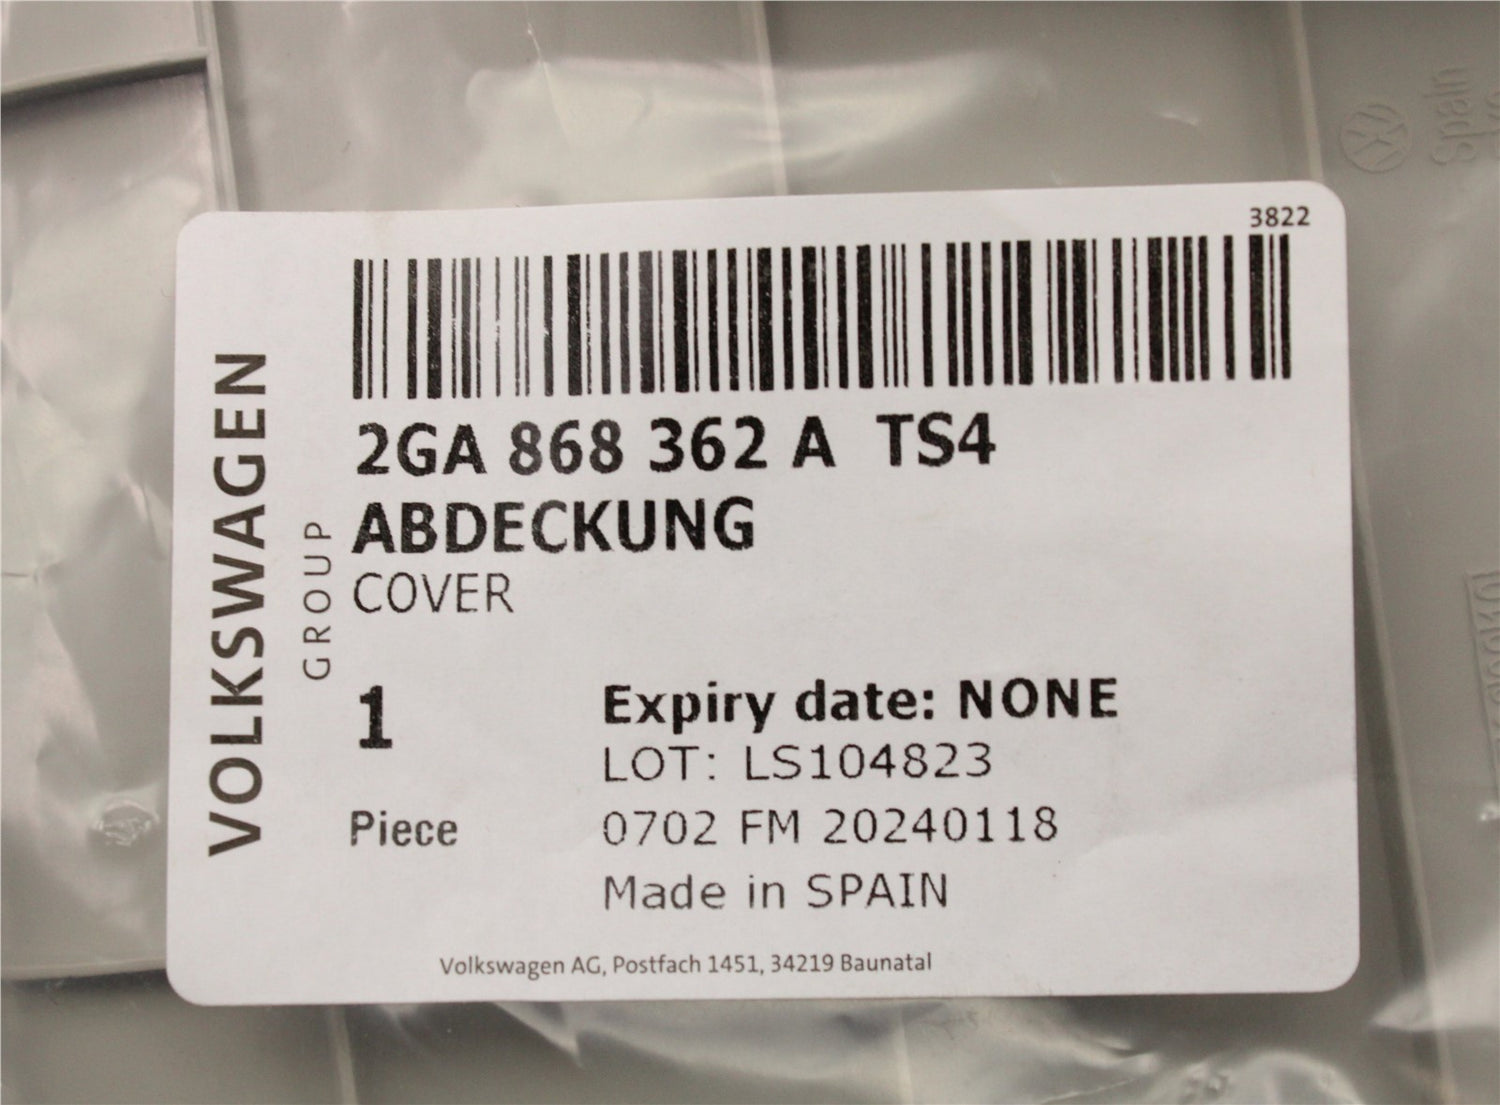 3822
2GA 868 362 A TS4
ABDECKUNG
COVER
VOLKSWAGEN
GROUP
1
Piece
Expiry date: NONE
LOT: LS104823
0702 FM 20240118
Made in SPAIN
Volkswagen AG, Postfach 1451, 34219 Baunatal
Spain